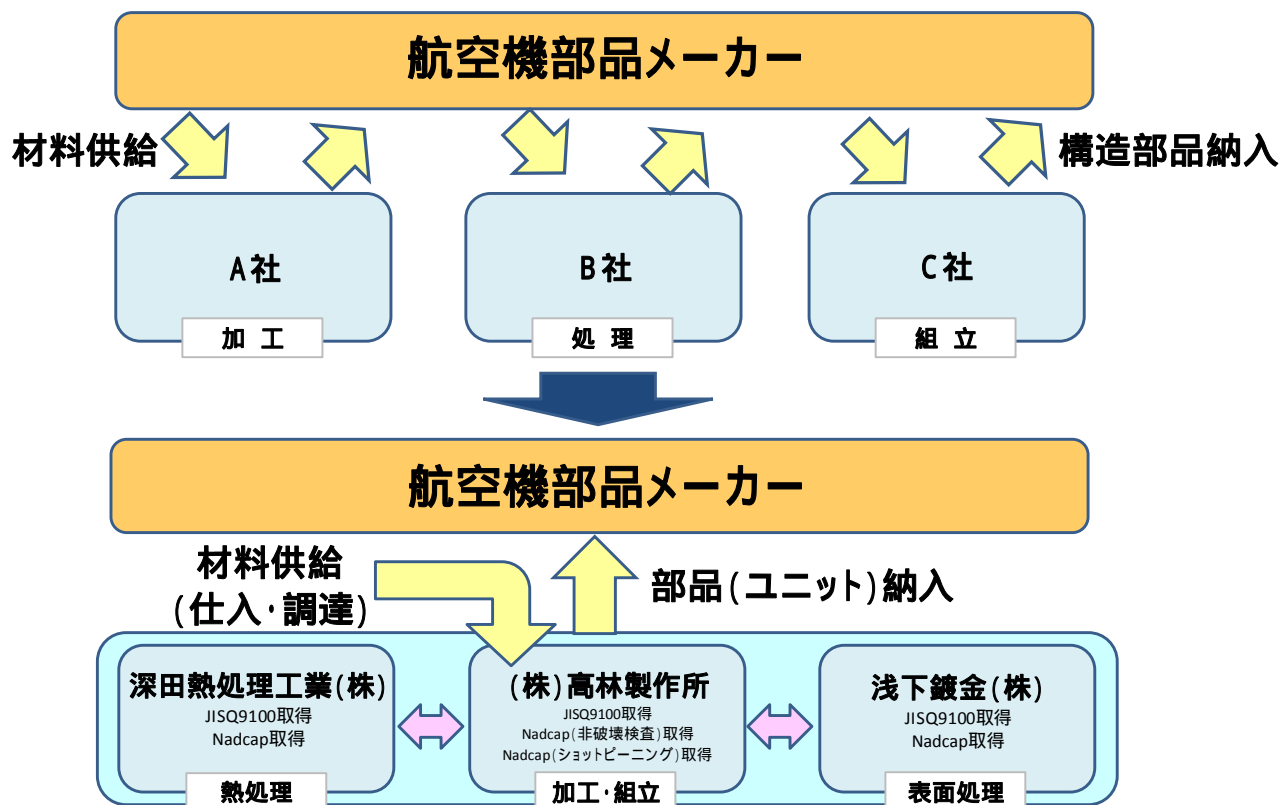 航空機部品メーカー
材料供給
構造部品納入
A社
B社
C社
加工
処理
組立
航空機部品メーカー
材料供給
(仕入・調達)
部品(ユニット)納入
深田熱処理工業(株)
JISQ9100取得
Nadcap取得
熱処理
(株)高林製作所
JISQ9100取得
Nadcap(非破壊検査)取得
Nadcap(ショットピーニング)取得
加工・組立
浅下鍍金(株)
JISQ9100取得
Nadcap取得
表面処理